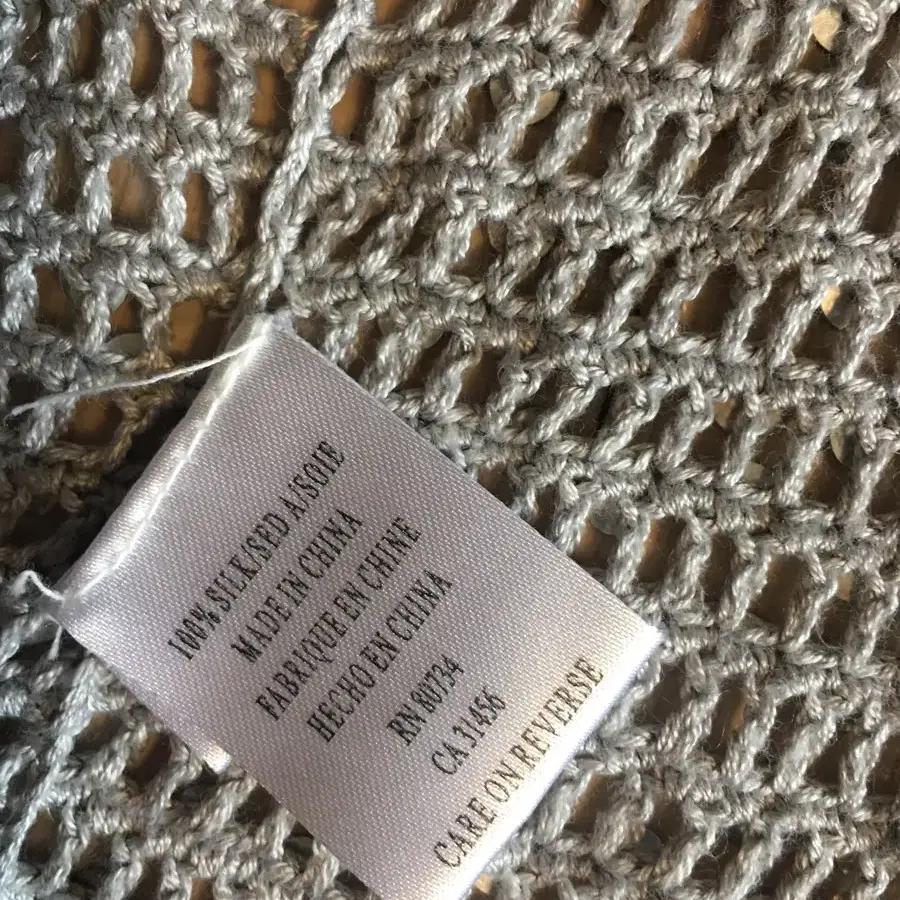 100% SILK/SED A/SOIE
MADE IN CHINA
FABRIQUE EN CHINE
HECHO EN CHINA
RN 80734
CA 31456
CARE ON REVERSE